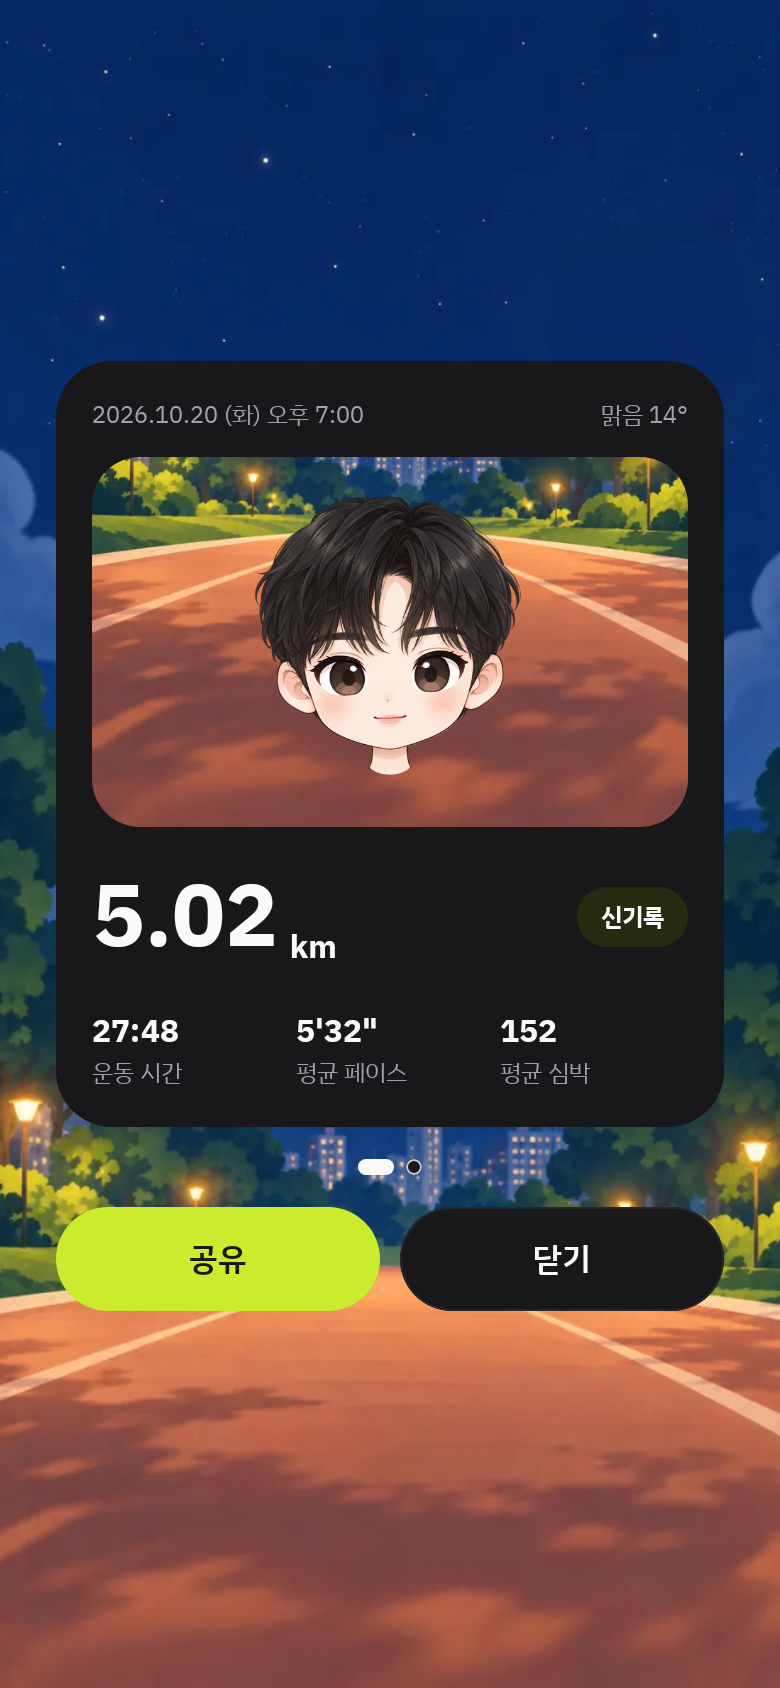 2026.10.20 (화) 오후 7:00 맑음 14°
5.02 km 신기록
27:48 5'32" 152
운동 시간 평균 페이스 평균 심박
공유 닫기